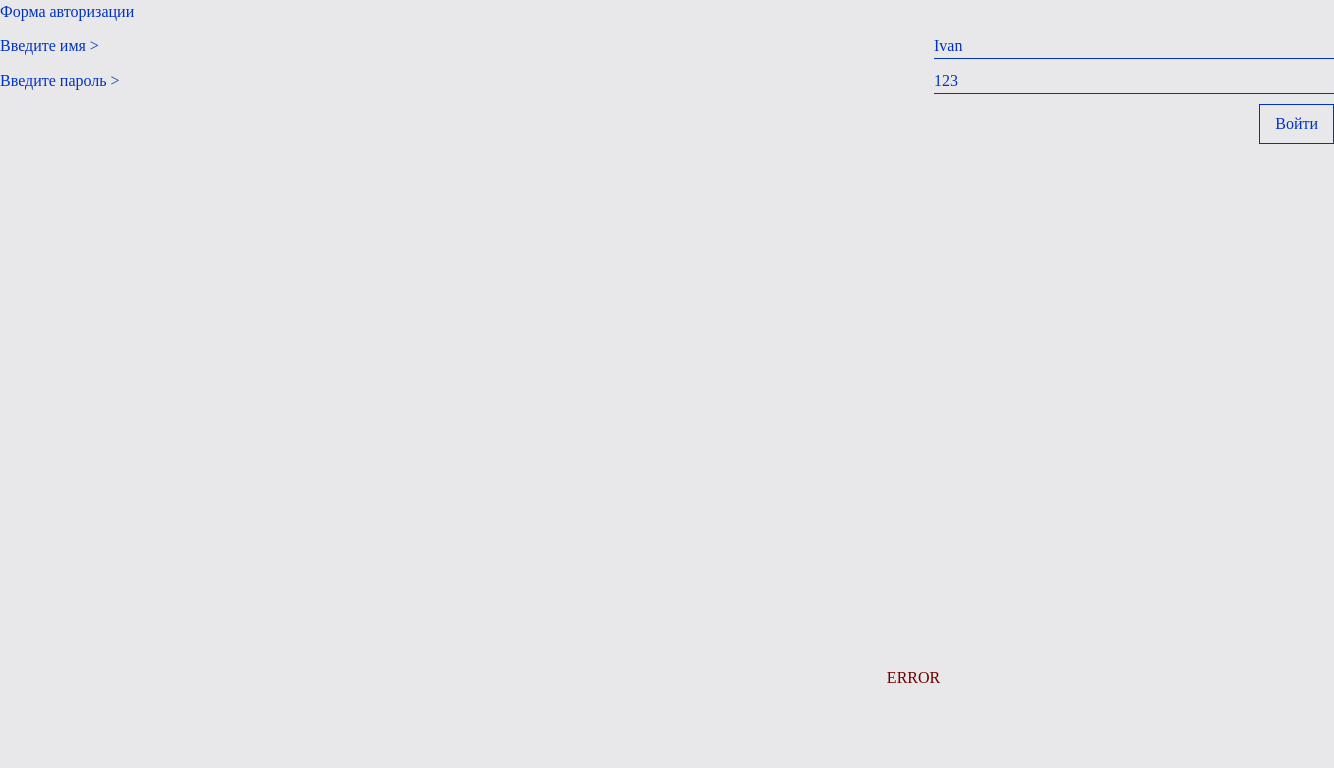 Форма авторизации
Введите имя > Ivan
Введите пароль > 123
Войти
ERROR